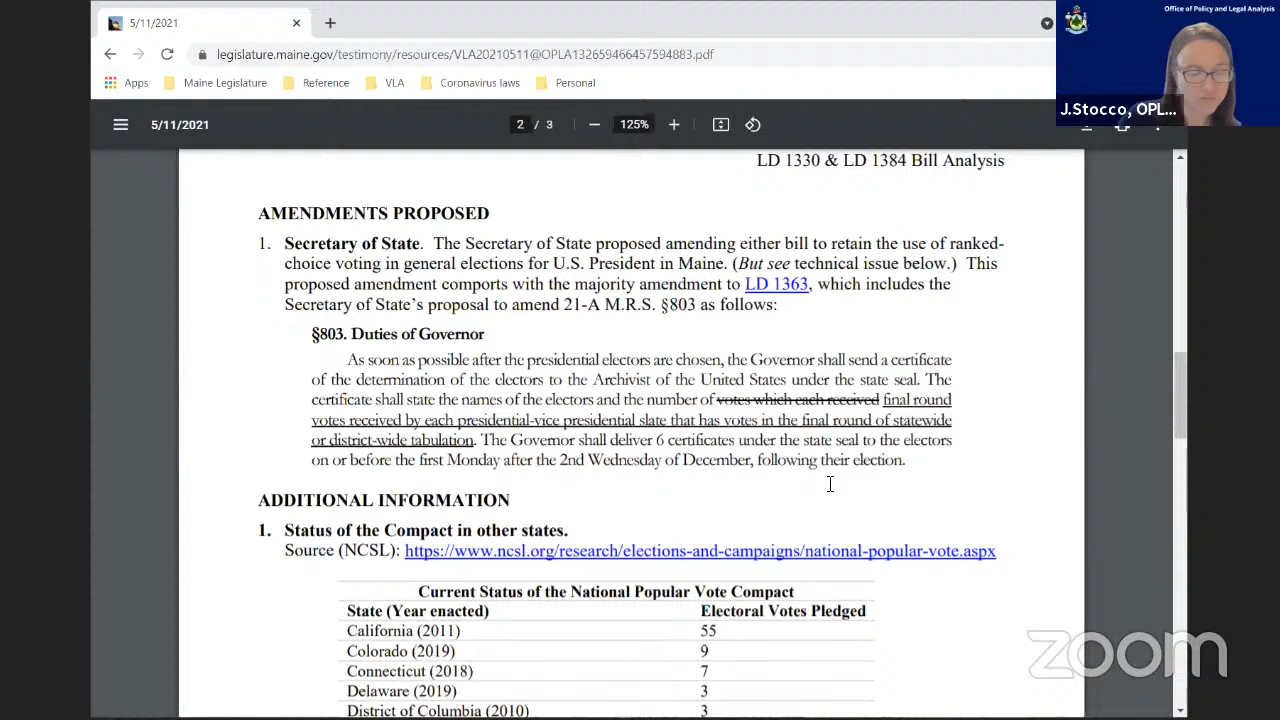 5/11/2021
Office of Policy and Legal Analysis
legislature.maine.gov/testimony/resources/VLA20210511@OPLA132659466457594883.pdf
Apps Maine Legislature Reference VLA Coronavirus laws Personal
J.Stocco, OPL...
5/11/2021 2 / 3 125%
LD 1330 & LD 1384 Bill Analysis
AMENDMENTS PROPOSED
1. Secretary of State. The Secretary of State proposed amending either bill to retain the use of ranked-
choice voting in general elections for U.S. President in Maine. (But see technical issue below.) This
proposed amendment comports with the majority amendment to LD 1363, which includes the
Secretary of State's proposal to amend 21-A M.R.S. §803 as follows:
§803. Duties of Governor
As soon as possible after the presidential electors are chosen, the Governor shall send a certificate
of the determination of the electors to the Archivist of the United States under the state seal. The
certificate shall state the names of the electors and the number of votes which each received final round
votes received by each presidential-vice presidential slate that has votes in the final round of statewide
or district-wide tabulation. The Governor shall deliver 6 certificates under the state seal to the electors
on or before the first Monday after the 2nd Wednesday of December, following their election.
ADDITIONAL INFORMATION
1. Status of the Compact in other states.
Source (NCSL): https://www.ncsl.org/research/elections-and-campaigns/national-popular-vote.aspx
Current Status of the National Popular Vote Compact
State (Year enacted) Electoral Votes Pledged
California (2011) 55
Colorado (2019) 9
Connecticut (2018) 7
Delaware (2019) 3
District of Columbia (2010) 3
zoom